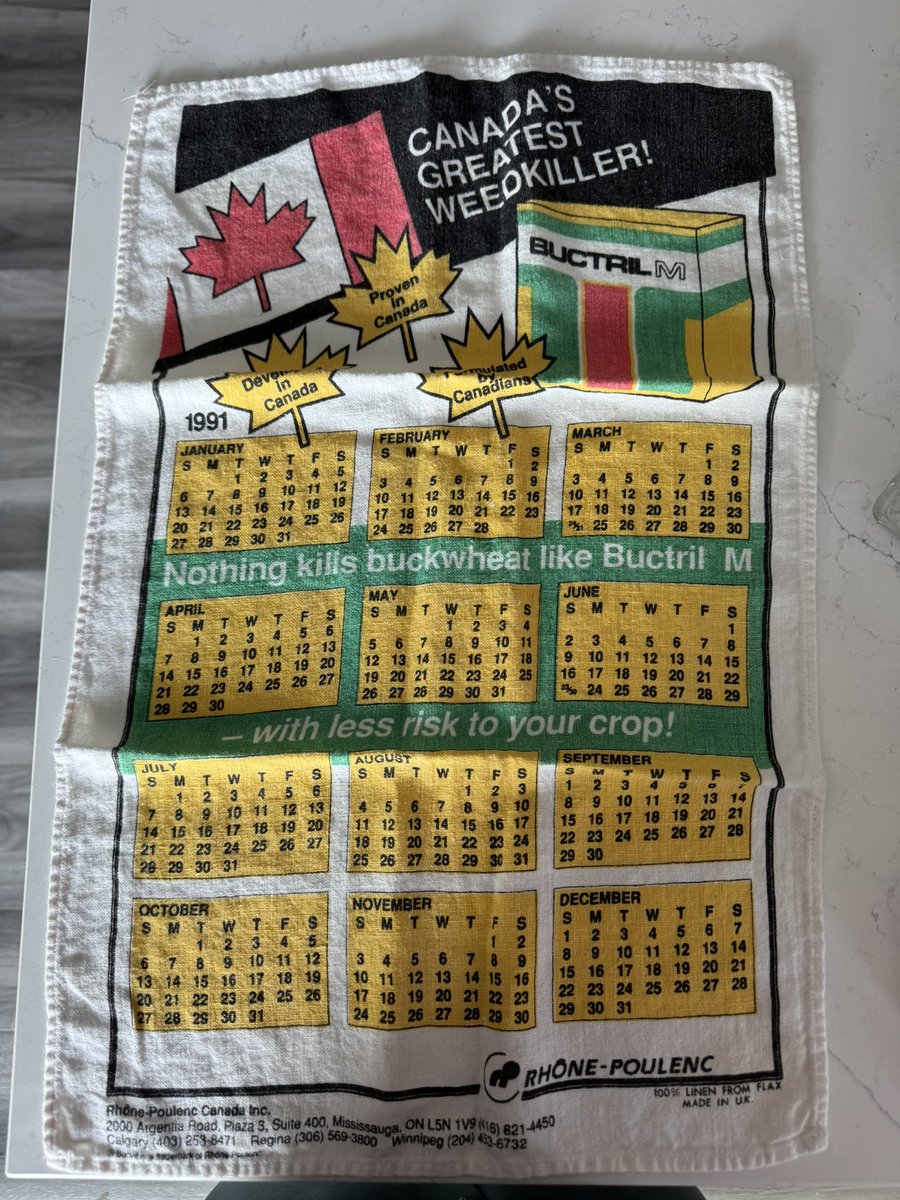 CANADA'S
GREATEST
WEEDKILLER!
BUCTRIL M
Proven
in
Canada
in
Canada
by
Canadians
1991
JANUARY
S M T W T F S
1 2 3 4 5
6 7 8 9 10 11 12
13 14 15 16 17 18 19
20 21 22 23 24 25 26
27 28 29 30 31
FEBRUARY
S M T W T F S
1 2
3 4 5 6 7 8 9
10 11 12 13 14 15 16
17 18 19 20 21 22 23
24 25 26 27 28
MARCH
S M T W T F S
1 2
3 4 5 6 7 8 9
10 11 12 13 14 15 16
17 18 19 20 21 22 23
24/31 25 26 27 28 29 30
Nothing kills buckwheat like Buctril M
APRIL
S M T W T F S
1 2 3 4 5 6
7 8 9 10 11 12 13
14 15 16 17 18 19 20
21 22 23 24 25 26 27
28 29 30
MAY
S M T W T F S
1 2 3 4
5 6 7 8 9 10 11
12 13 14 15 16 17 18
19 20 21 22 23 24 25
26 27 28 29 30 31
JUNE
S M T W T F S
1
2 3 4 5 6 7 8
9 10 11 12 13 14 15
16 17 18 19 20 21 22
23/30 24 25 26 27 28 29
– with less risk to your crop!
JULY
S M T W T F S
1 2 3 4 5 6
7 8 9 10 11 12 13
14 15 16 17 18 19 20
21 22 23 24 25 26 27
28 29 30 31
AUGUST
S M T W T F S
1 2 3
4 5 6 7 8 9 10
11 12 13 14 15 16 17
18 19 20 21 22 23 24
25 26 27 28 29 30 31
SEPTEMBER
S M T W T F S
1 2 3 4 5 6 7
8 9 10 11 12 13 14
15 16 17 18 19 20 21
22 23 24 25 26 27 28
29 30
OCTOBER
S M T W T F S
1 2 3 4 5
6 7 8 9 10 11 12
13 14 15 16 17 18 19
20 21 22 23 24 25 26
27 28 29 30 31
NOVEMBER
S M T W T F S
1 2
3 4 5 6 7 8 9
10 11 12 13 14 15 16
17 18 19 20 21 22 23
24 25 26 27 28 29 30
DECEMBER
S M T W T F S
1 2 3 4 5 6 7
8 9 10 11 12 13 14
15 16 17 18 19 20 21
22 23 24 25 26 27 28
29 30 31
RHÔNE-POULENC
100% LINEN FROM FLAX
MADE IN U.K.
Rhône-Poulenc Canada Inc.
2000 Argentia Road, Plaza 3, Suite 400, Mississauga, ON L5N 1V9 (416) 821-4450
Calgary (403) 253-8471 Regina (306) 569-3800 Winnipeg (204) 453-6732
is a trademark of Rhône Poulenc